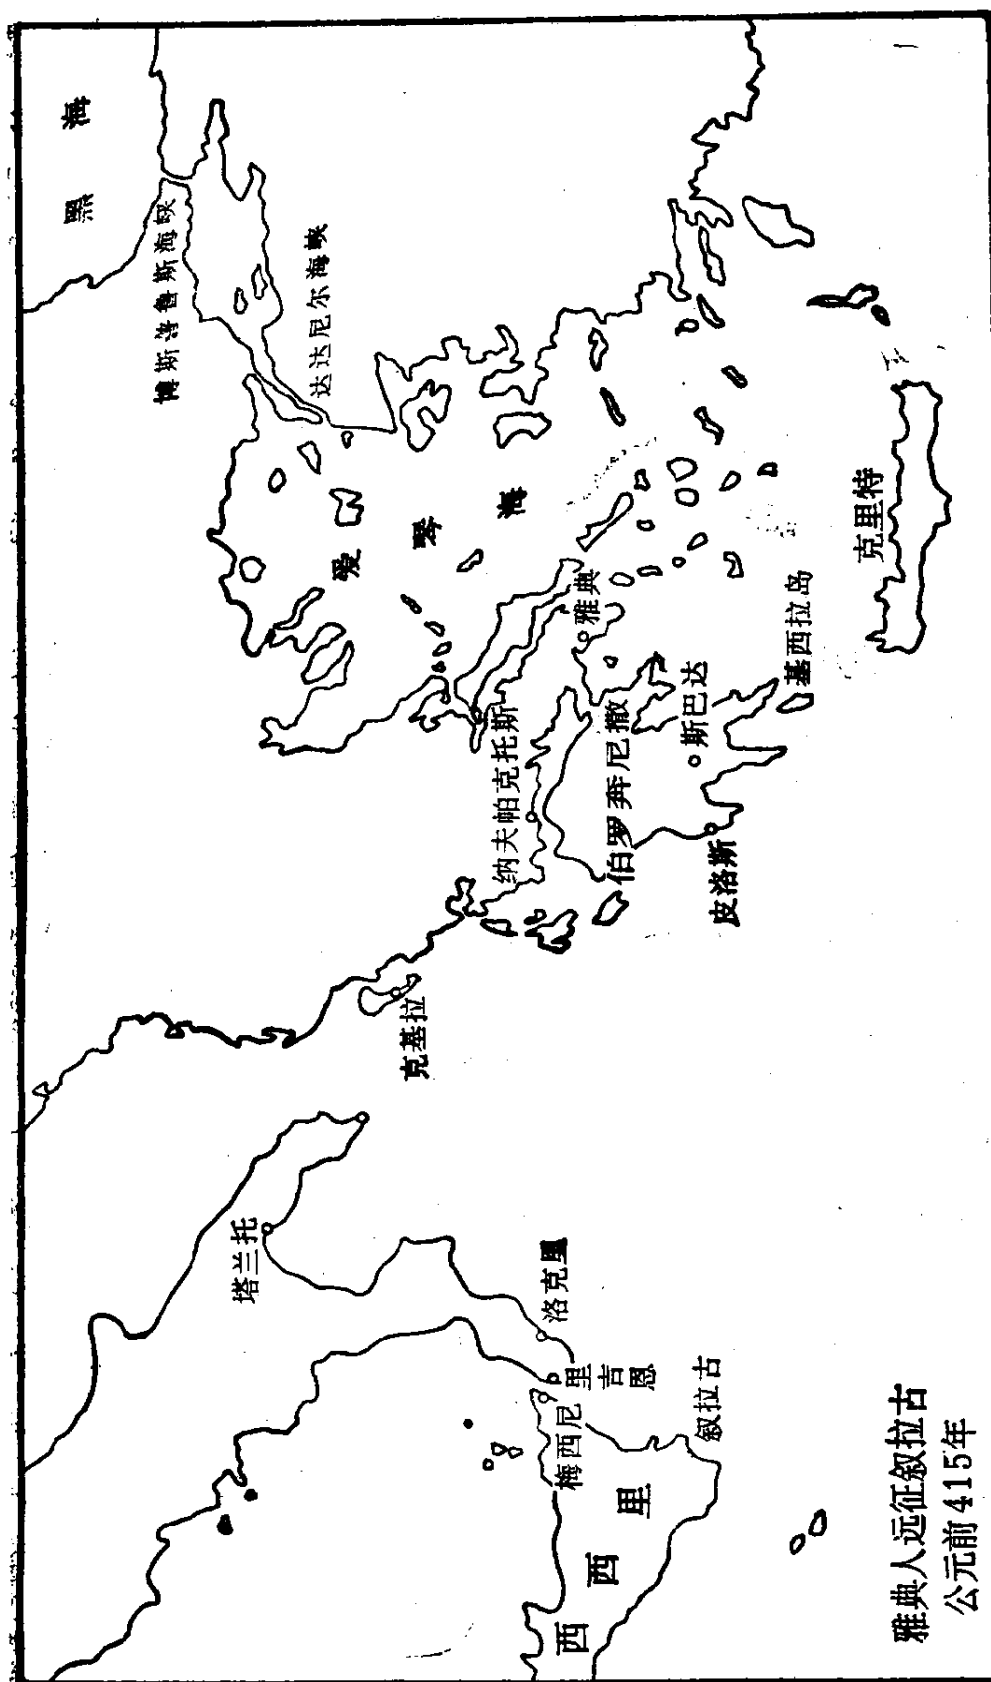 黑海
博斯普鲁斯海峡
达达尼尔海峡
爱琴海
雅典
纳夫帕克托斯
伯罗奔尼撒
斯巴达
皮洛斯
基西拉岛
克里特
克基拉
塔兰托
洛克里
里吉恩
梅西尼
叙拉古
西西里
雅典人远征叙拉古
公元前415年